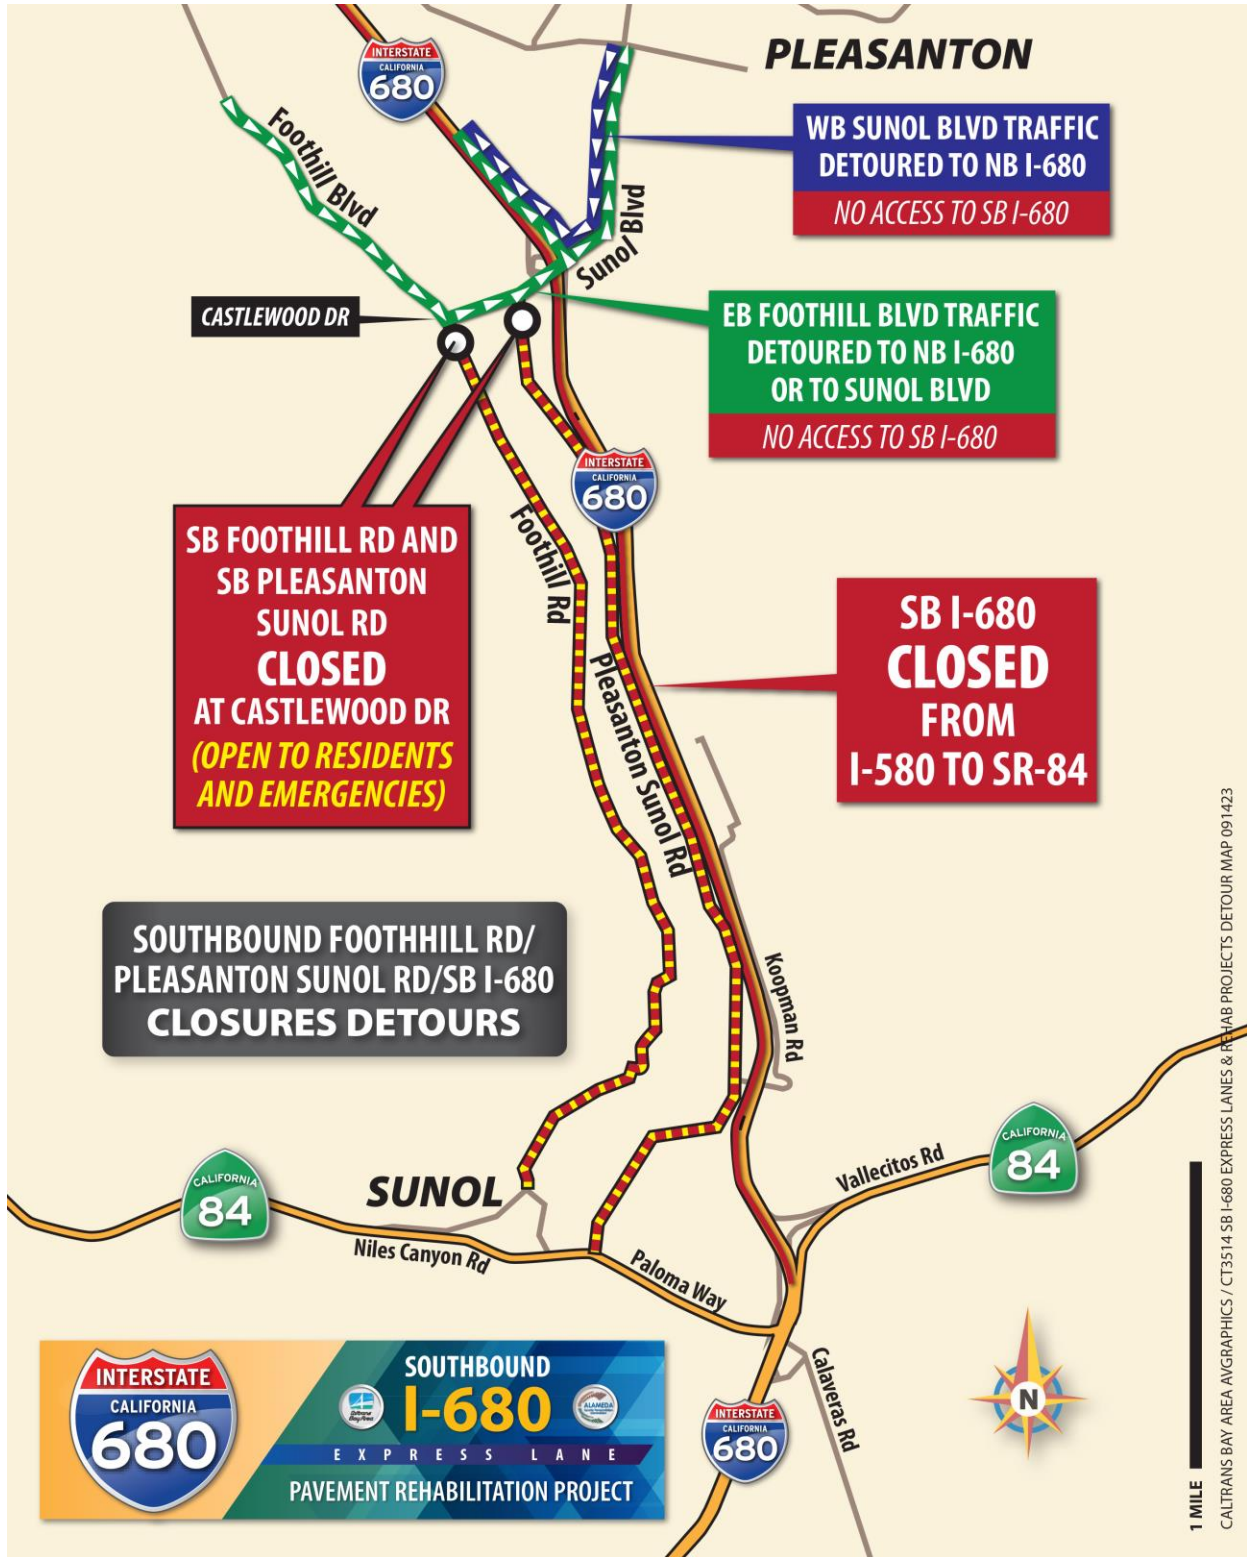 INTERSTATE
CALIFORNIA
680
PLEASANTON
WB SUNOL BLVD TRAFFIC
DETOURED TO NB I-680
NO ACCESS TO SB I-680
Foothill Blvd
Sunol Blvd
CASTLEWOOD DR
EB FOOTHILL BLVD TRAFFIC
DETOURED TO NB I-680
OR TO SUNOL BLVD
NO ACCESS TO SB I-680
INTERSTATE
CALIFORNIA
680
SB FOOTHILL RD AND
SB PLEASANTON
SUNOL RD
CLOSED
AT CASTLEWOOD DR
(OPEN TO RESIDENTS
AND EMERGENCIES)
Foothill Rd
Pleasanton Sunol Rd
SB I-680
CLOSED
FROM
I-580 TO SR-84
SOUTHBOUND FOOTHHILL RD/
PLEASANTON SUNOL RD/SB I-680
CLOSURES DETOURS
Koopman Rd
CALIFORNIA
84
SUNOL
Niles Canyon Rd
Paloma Way
Vallecitos Rd
CALIFORNIA
84
Calaveras Rd
INTERSTATE
CALIFORNIA
680
N
1 MILE
CALTRANS BAY AREA AVGRAPHICS / CT3514 SB I-680 EXPRESS LANES & REHAB PROJECTS DETOUR MAP 091423
INTERSTATE
CALIFORNIA
680
SOUTHBOUND
I-680
ALAMEDA
EXPRESS LANE
PAVEMENT REHABILITATION PROJECT